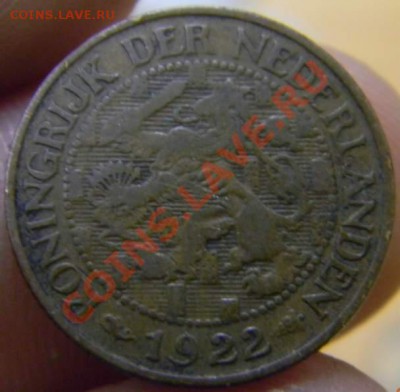 COINS.LAVE.RU
KONINGRIJK DER NEDERLANDEN
COINS.LAVE.RU
1922